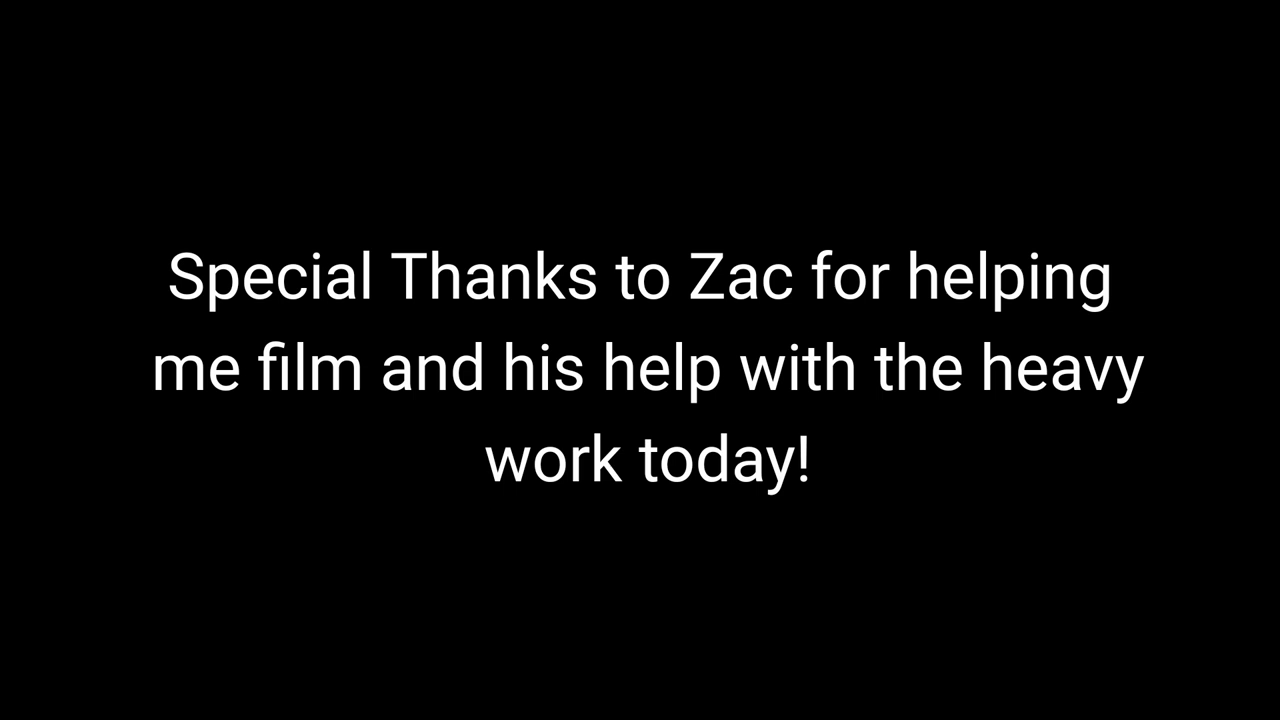 Special Thanks to Zac for helping
me film and his help with the heavy
work today!